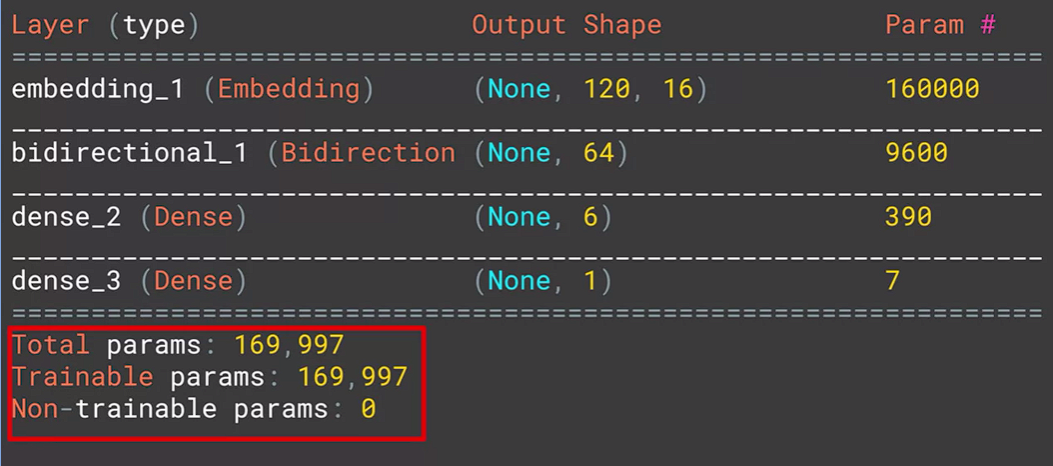 Layer (type) Output Shape Param #
=================================================================
embedding_1 (Embedding) (None, 120, 16) 160000
_________________________________________________________________
bidirectional_1 (Bidirection (None, 64) 9600
_________________________________________________________________
dense_2 (Dense) (None, 6) 390
_________________________________________________________________
dense_3 (Dense) (None, 1) 7
=================================================================
Total params: 169,997
Trainable params: 169,997
Non-trainable params: 0